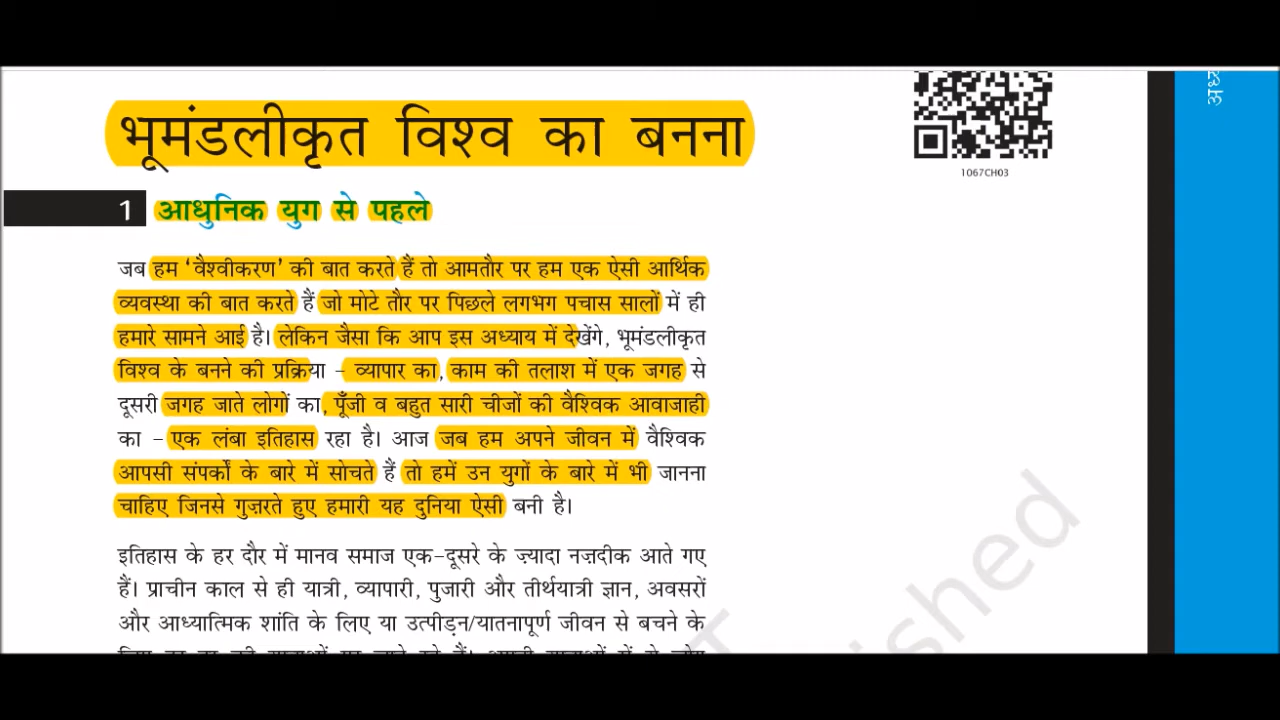 अध्य
भूमंडलीकृत विश्व का बनना
1067CH03
1 आधुनिक युग से पहले
जब हम ‘वैश्वीकरण’ की बात करते हैं तो आमतौर पर हम एक ऐसी आर्थिक
व्यवस्था की बात करते हैं जो मोटे तौर पर पिछले लगभग पचास सालों में ही
हमारे सामने आई है। लेकिन जैसा कि आप इस अध्याय में देखेंगे, भूमंडलीकृत
विश्व के बनने की प्रक्रिया – व्यापार का, काम की तलाश में एक जगह से
दूसरी जगह जाते लोगों का, पूँजी व बहुत सारी चीजों की वैश्विक आवाजाही
का – एक लंबा इतिहास रहा है। आज जब हम अपने जीवन में वैश्विक
आपसी संपर्कों के बारे में सोचते हैं तो हमें उन युगों के बारे में भी जानना
चाहिए जिनसे गुज़रते हुए हमारी यह दुनिया ऐसी बनी है।
इतिहास के हर दौर में मानव समाज एक-दूसरे के ज़्यादा नज़दीक आते गए
हैं। प्राचीन काल से ही यात्री, व्यापारी, पुजारी और तीर्थयात्री ज्ञान, अवसरों
और आध्यात्मिक शांति के लिए या उत्पीड़न/यातनापूर्ण जीवन से बचने के